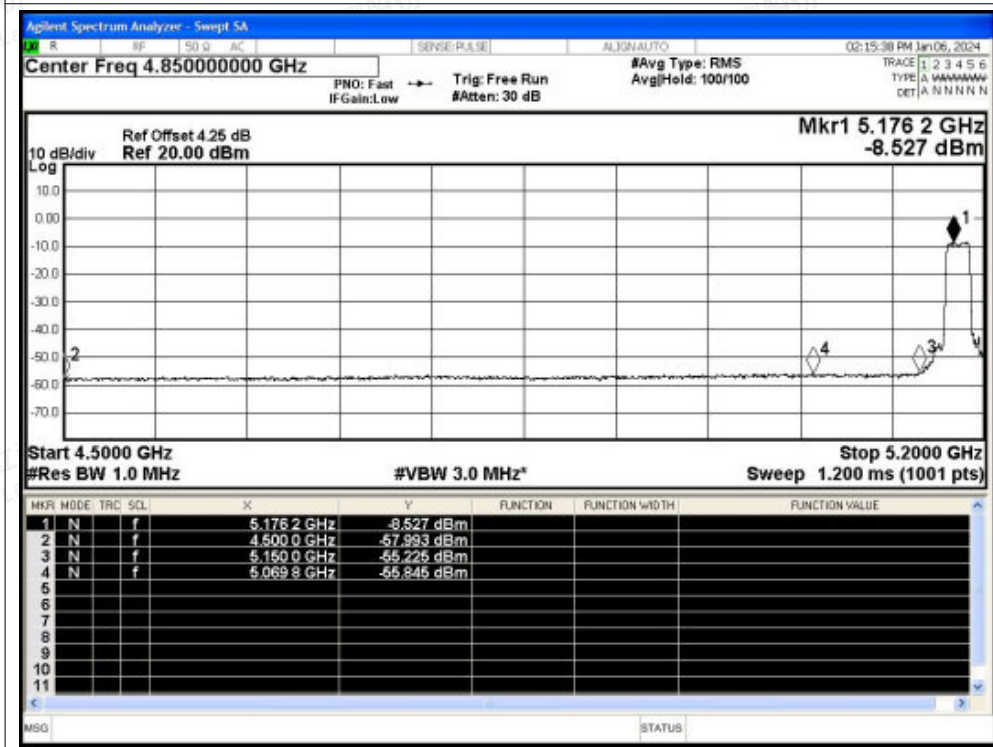 Agilent Spectrum Analyzer - Swept SA
R RF 50 Ω AC SENSE:PULSE ALIGN AUTO 02:15:38 PM Jan 06, 2024
Center Freq 4.850000000 GHz #Avg Type: RMS TRACE 1 2 3 4 5 6
PNO: Fast Trig: Free Run Avg|Hold: 100/100 TYPE A WWWWW
IFGain:Low #Atten: 30 dB DET A N N N N N
Mkr1 5.176 2 GHz
Ref Offset 4.25 dB
10 dB/div Ref 20.00 dBm -8.527 dBm
Log
10.0
0.00
1
-10.0
-20.0
-30.0
-40.0
-50.0 2 4 3
-60.0
-70.0
Start 4.5000 GHz Stop 5.2000 GHz
#Res BW 1.0 MHz #VBW 3.0 MHz* Sweep 1.200 ms (1001 pts)
MKR MODE TRC SCL X Y FUNCTION FUNCTION WIDTH FUNCTION VALUE
1 N f 5.176 2 GHz -8.527 dBm
2 N f 4.500 0 GHz -57.993 dBm
3 N f 5.150 0 GHz -55.225 dBm
4 N f 5.069 8 GHz -55.845 dBm
5
6
7
8
9
10
11
MSG STATUS